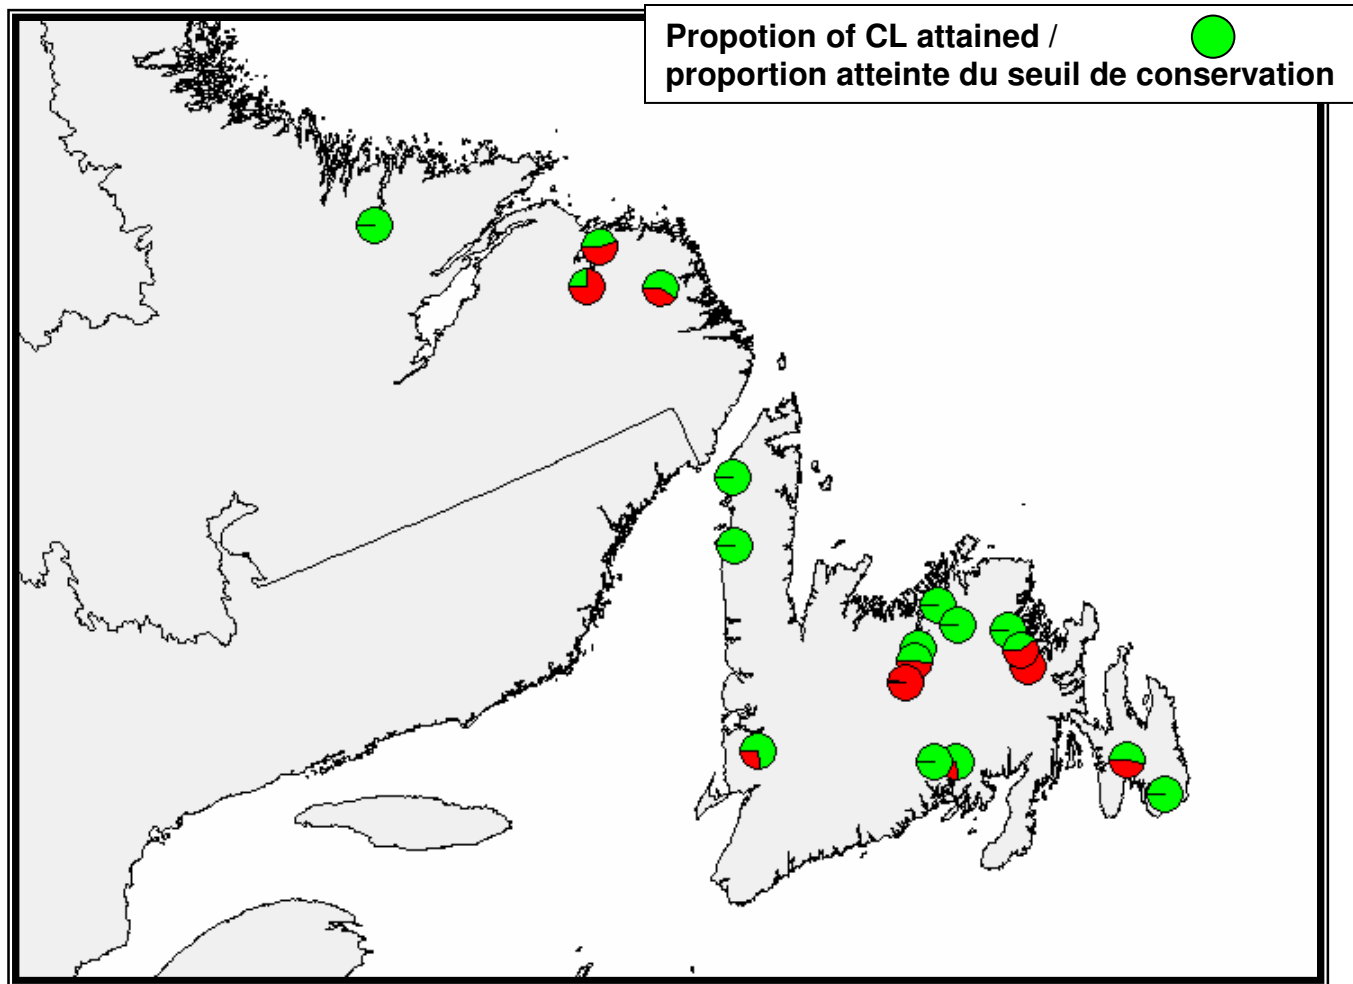 Propotion of CL attained /
proportion atteinte du seuil de conservation